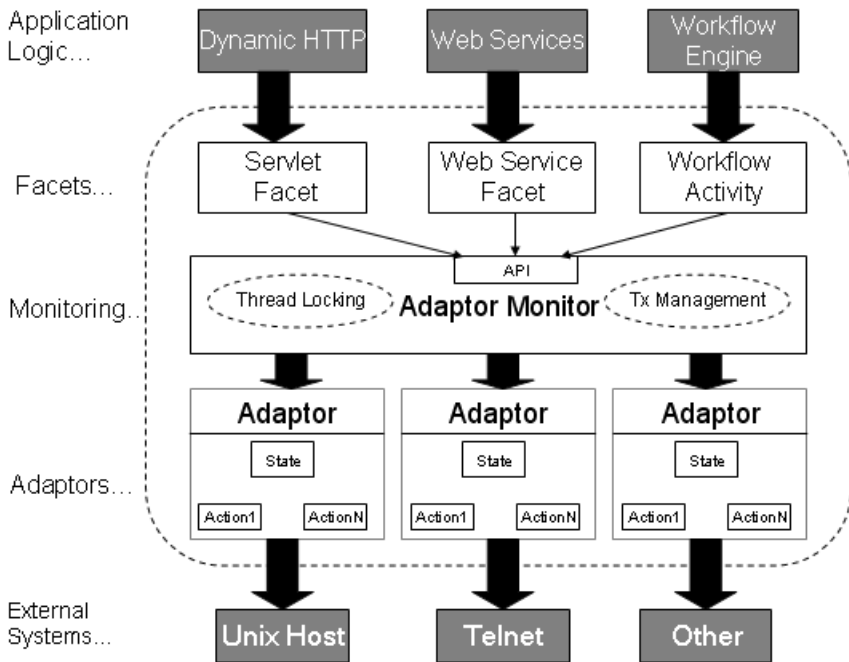 Application
Logic...
Dynamic HTTP
Web Services
Workflow
Engine
Facets...
Servlet
Facet
Web Service
Facet
Workflow
Activity
API
Monitoring...
Thread Locking
Adaptor Monitor
Tx Management
Adaptor
Adaptor
Adaptor
State
State
State
Adaptors...
Action1
ActionN
Action1
ActionN
Action1
ActionN
External
Systems...
Unix Host
Telnet
Other